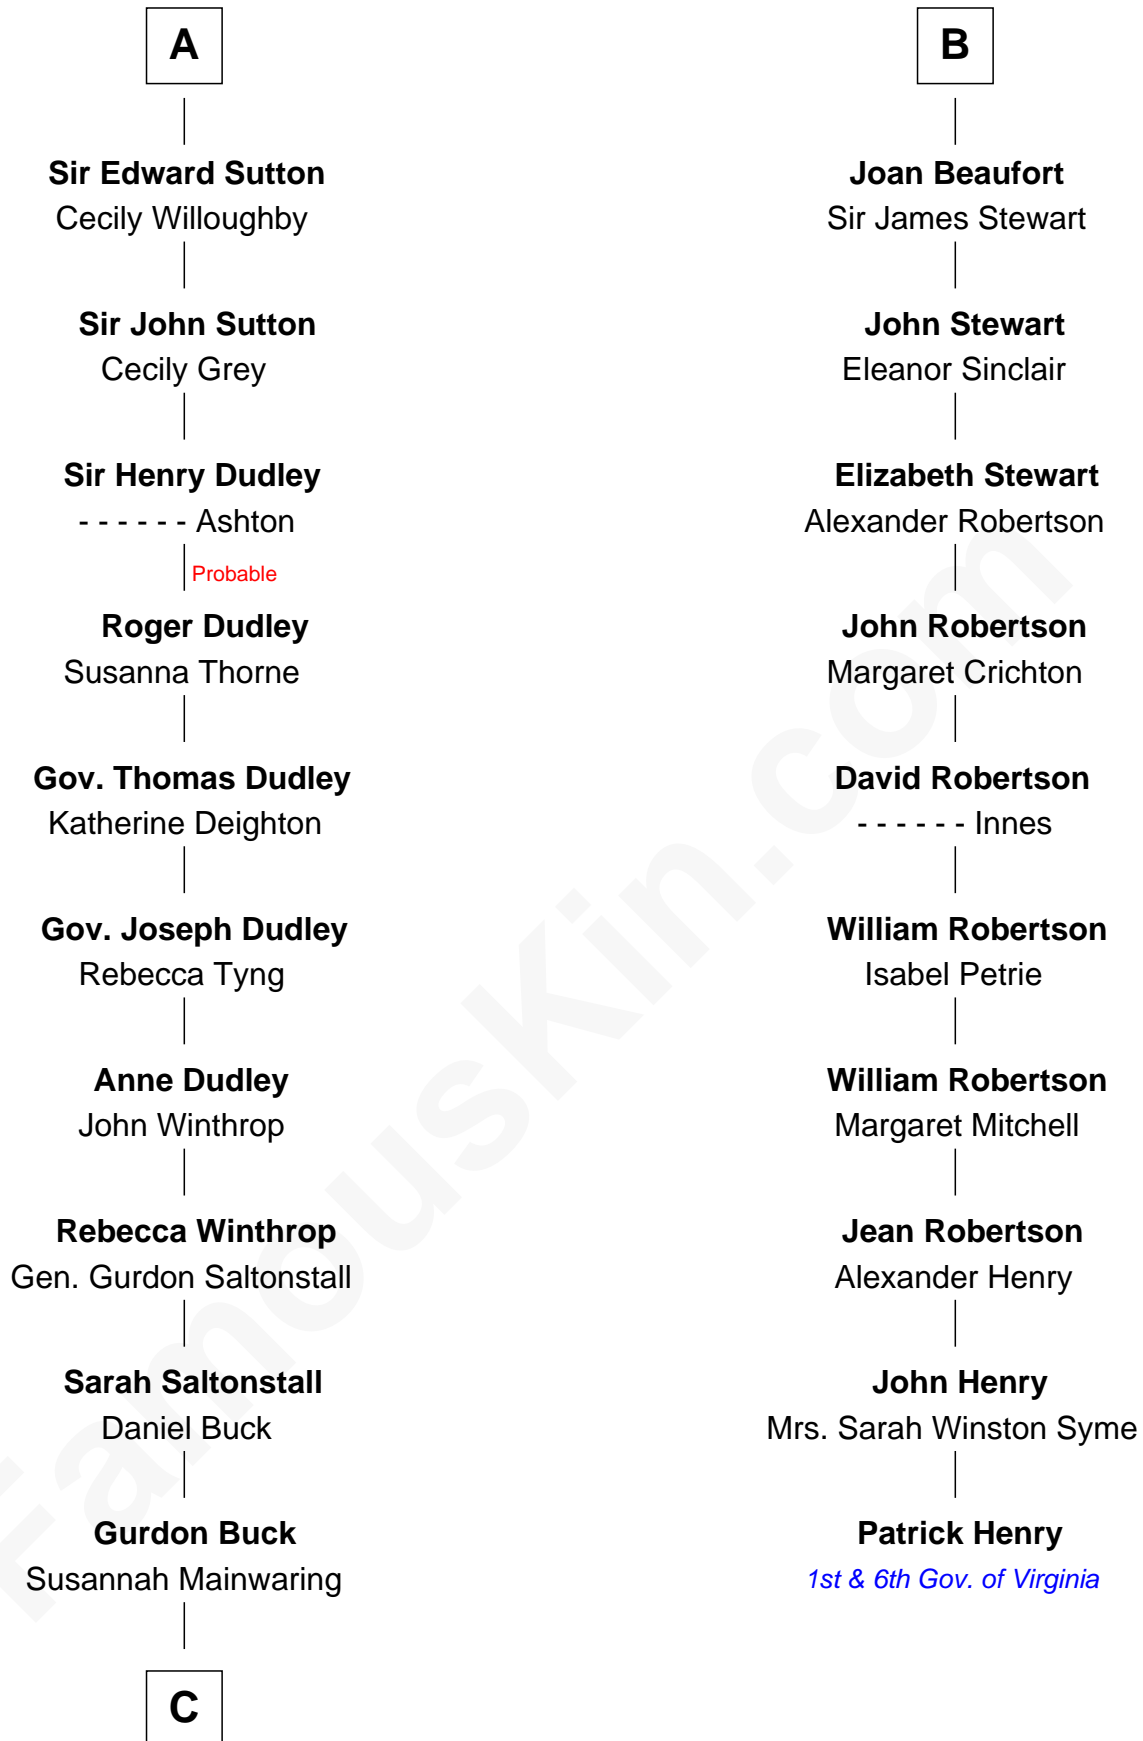 A
Sir Edward Sutton
Cecily Willoughby
Sir John Sutton
Cecily Grey
Sir Henry Dudley
- - - - - - Ashton
Probable
Roger Dudley
Susanna Thorne
Gov. Thomas Dudley
Katherine Deighton
Gov. Joseph Dudley
Rebecca Tyng
Anne Dudley
John Winthrop
Rebecca Winthrop
Gen. Gurdon Saltonstall
Sarah Saltonstall
Daniel Buck
Gurdon Buck
Susannah Mainwaring
C
B
Joan Beaufort
Sir James Stewart
John Stewart
Eleanor Sinclair
Elizabeth Stewart
Alexander Robertson
John Robertson
Margaret Crichton
David Robertson
- - - - - - Innes
William Robertson
Isabel Petrie
William Robertson
Margaret Mitchell
Jean Robertson
Alexander Henry
John Henry
Mrs. Sarah Winston Syme
Patrick Henry
1st & 6th Gov. of Virginia
FamousKin.com